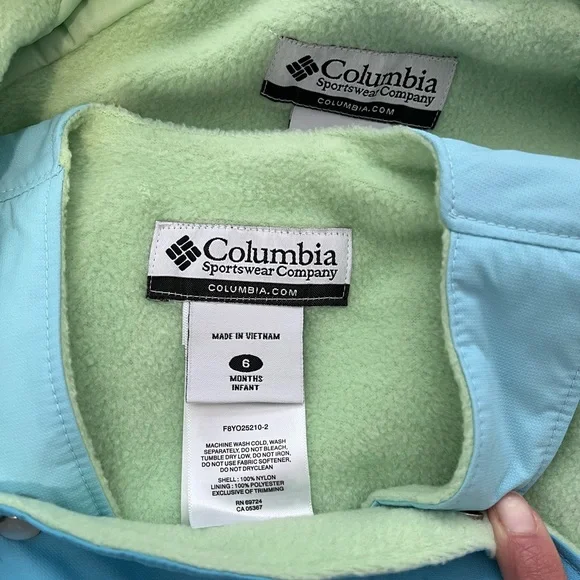 Columbia
Sportswear Company
COLUMBIA.COM
Columbia
Sportswear Company
COLUMBIA.COM
MADE IN VIETNAM
6
MONTHS
INFANT
F8YO25210-2
MACHINE WASH COLD, WASH
SEPARATELY, DO NOT BLEACH,
TUMBLE DRY LOW, DO NOT IRON,
DO NOT USE FABRIC SOFTENER,
DO NOT DRYCLEAN
SHELL : 100% NYLON
LINING : 100% POLYESTER
EXCLUSIVE OF TRIMMING
RN 69724
CA 05367